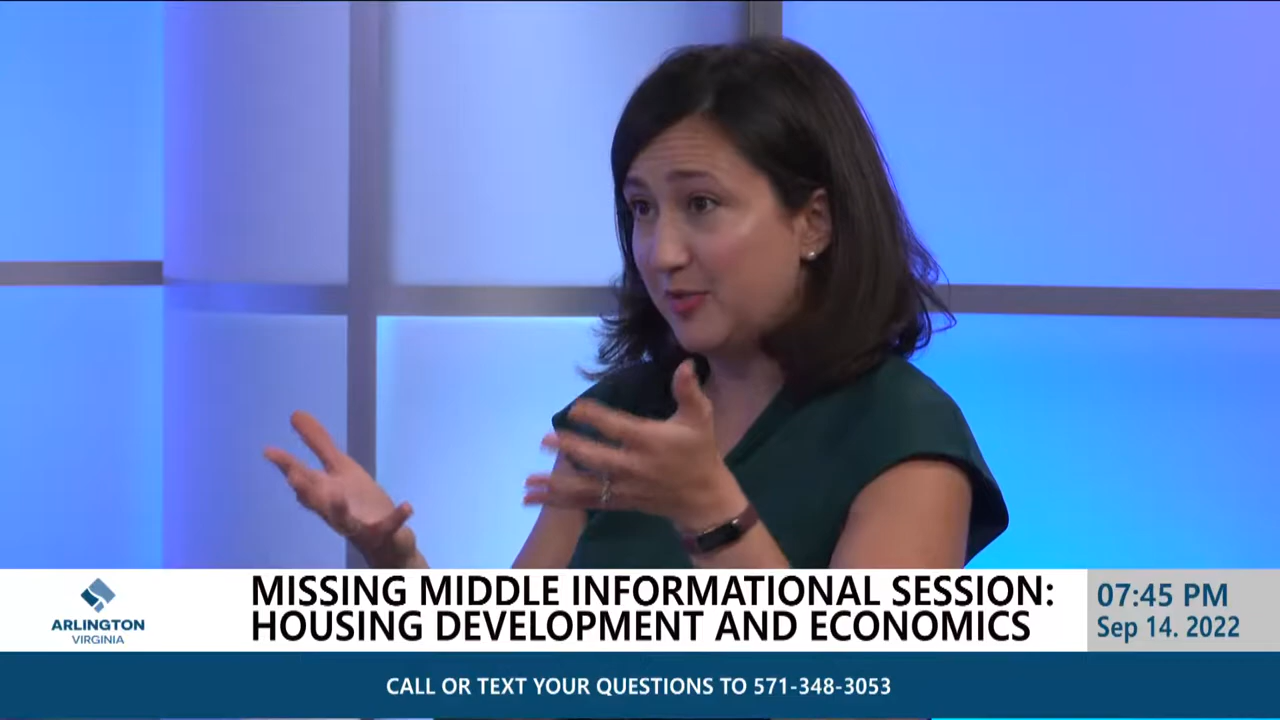 MISSING MIDDLE INFORMATIONAL SESSION:
HOUSING DEVELOPMENT AND ECONOMICS
ARLINGTON
VIRGINIA
07:45 PM
Sep 14. 2022
CALL OR TEXT YOUR QUESTIONS TO 571-348-3053